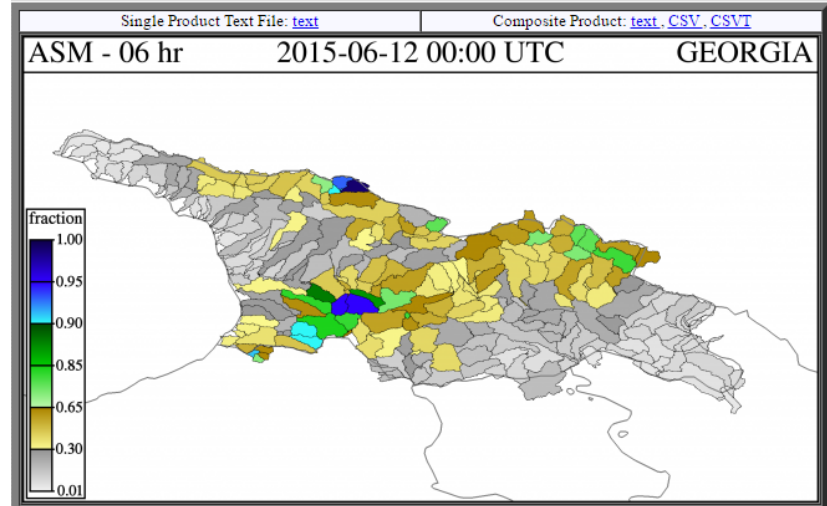 Single Product Text File: text
Composite Product: text , CSV , CSVT
ASM - 06 hr 2015-06-12 00:00 UTC GEORGIA
fraction
1.00
0.95
0.90
0.85
0.65
0.30
0.01